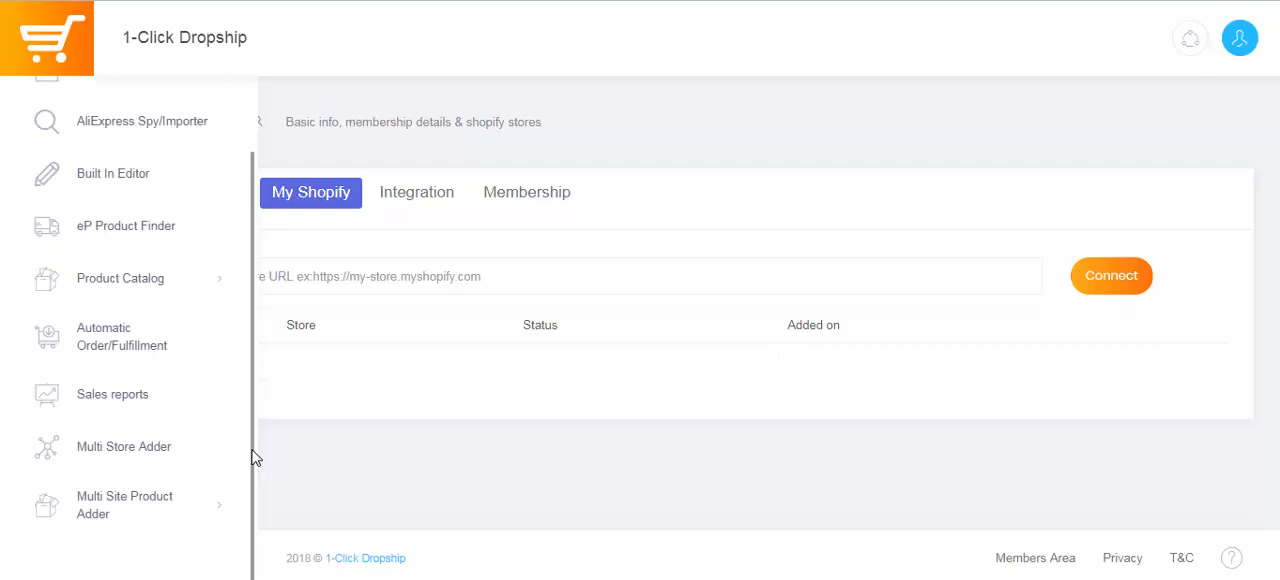 1-Click Dropship
AliExpress Spy/Importer
Built In Editor
eP Product Finder
Product Catalog
Automatic
Order/Fulfillment
Sales reports
Multi Store Adder
Multi Site Product
Adder
Basic info, membership details & shopify stores
My Shopify Integration Membership
e URL ex:https://my-store.myshopify.com
Connect
Store Status Added on
2018 © 1-Click Dropship
Members Area Privacy T&C ?